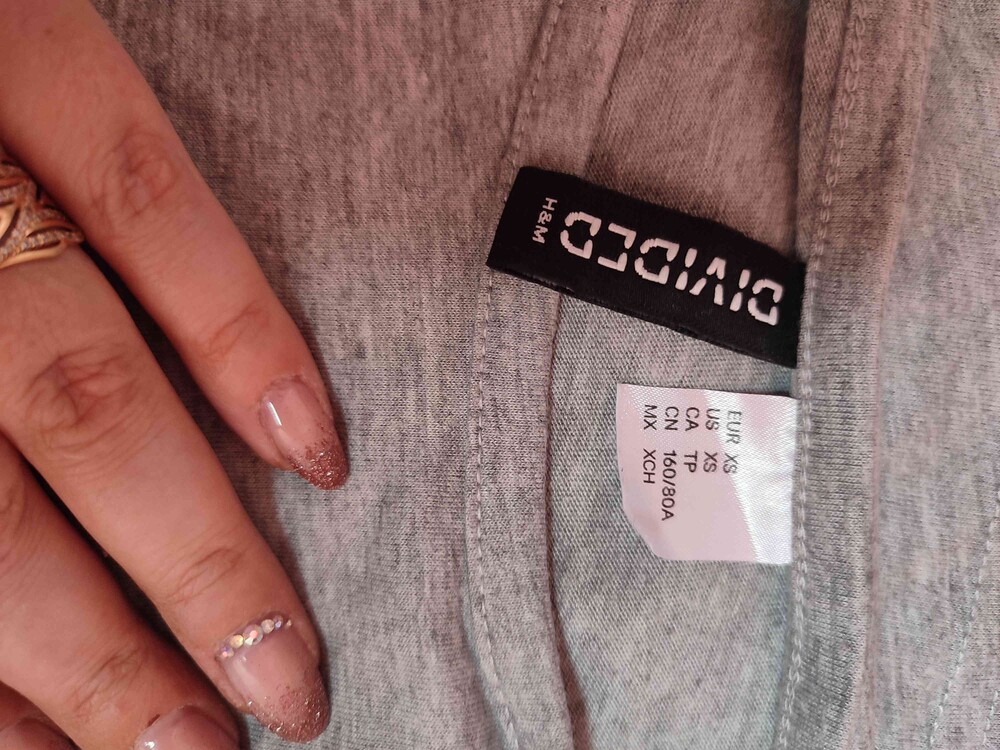 DIVIDED
H&M
EUR XS
US XS
CA TP
CN 160/80A
MX XCH